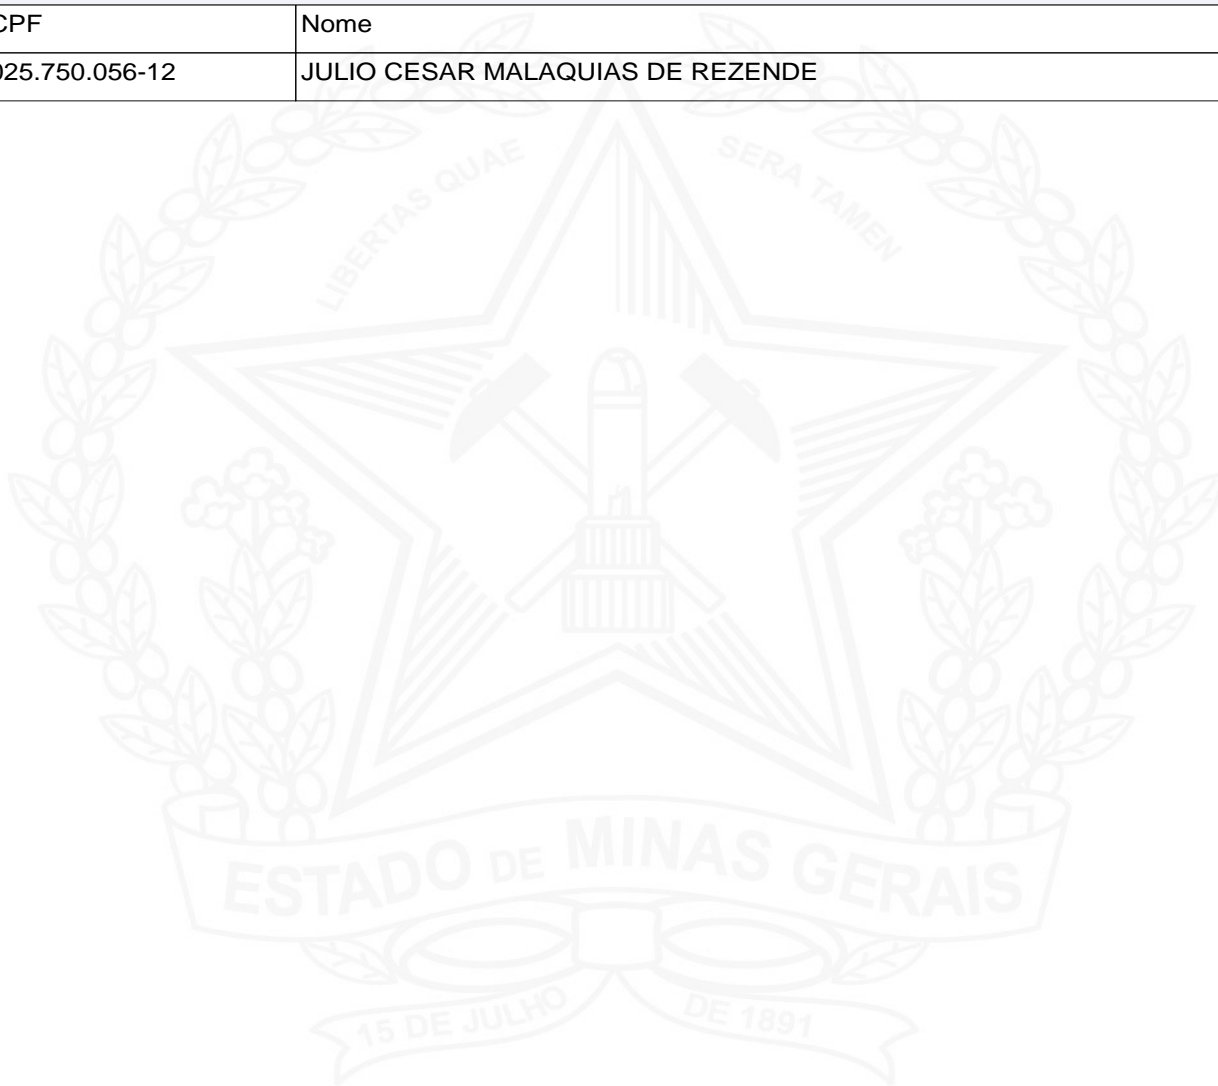 CPF Nome
025.750.056-12 JULIO CESAR MALAQUIAS DE REZENDE
LIBERTAS QUAE SERA TAMEN
ESTADO DE MINAS GERAIS
15 DE JULHO DE 1891